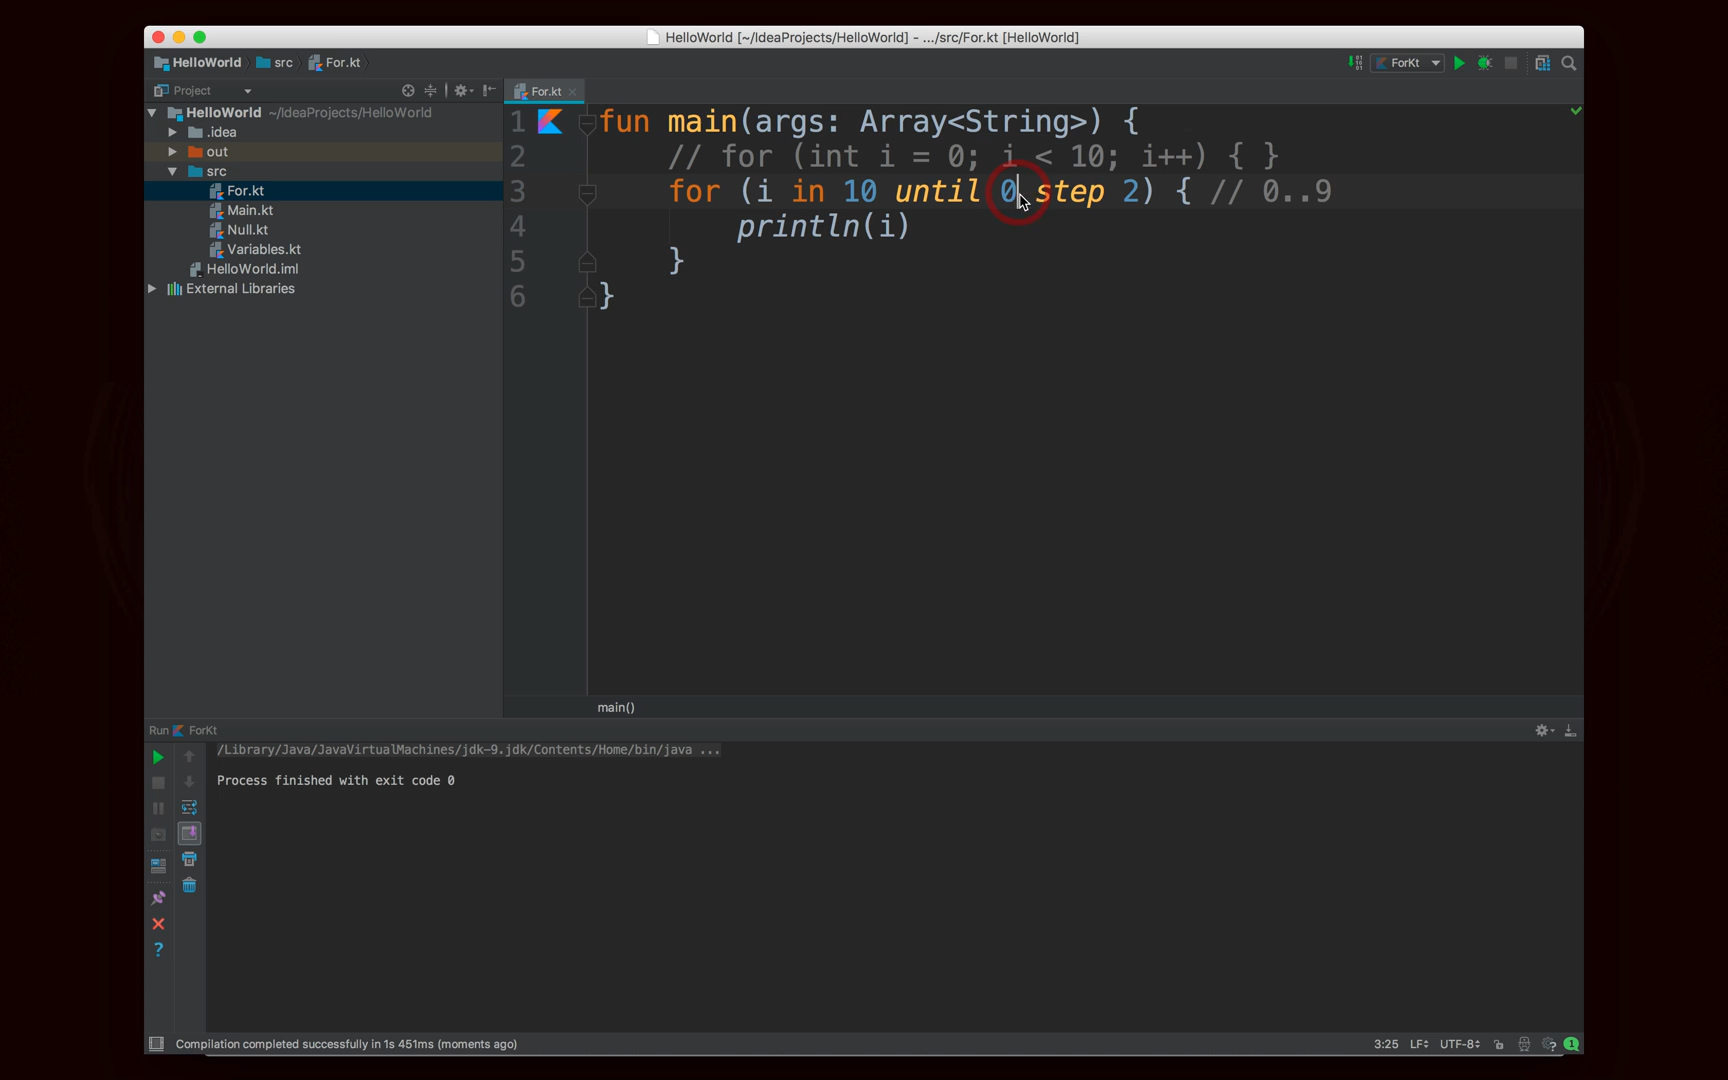 HelloWorld [~/IdeaProjects/HelloWorld] - .../src/For.kt [HelloWorld]
HelloWorld src For.kt
ForKt
Project
For.kt
HelloWorld ~/IdeaProjects/HelloWorld
.idea
out
src
For.kt
Main.kt
Null.kt
Variables.kt
HelloWorld.iml
External Libraries
1 fun main(args: Array<String>) {
2 // for (int i = 0; i < 10; i++) { }
3 for (i in 10 until 0 step 2) { // 0..9
4 println(i)
5 }
6 }
main()
Run ForKt
/Library/Java/JavaVirtualMachines/jdk-9.jdk/Contents/Home/bin/java ...
Process finished with exit code 0
Compilation completed successfully in 1s 451ms (moments ago)
3:25 LF UTF-8 1